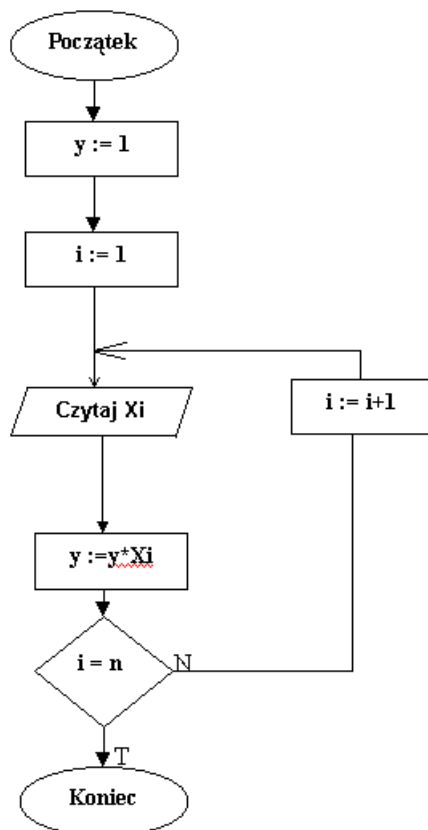 Początek
y := 1
i := 1
Czytaj Xi
i := i+1
y :=y*Xi
i = n
N
T
Koniec